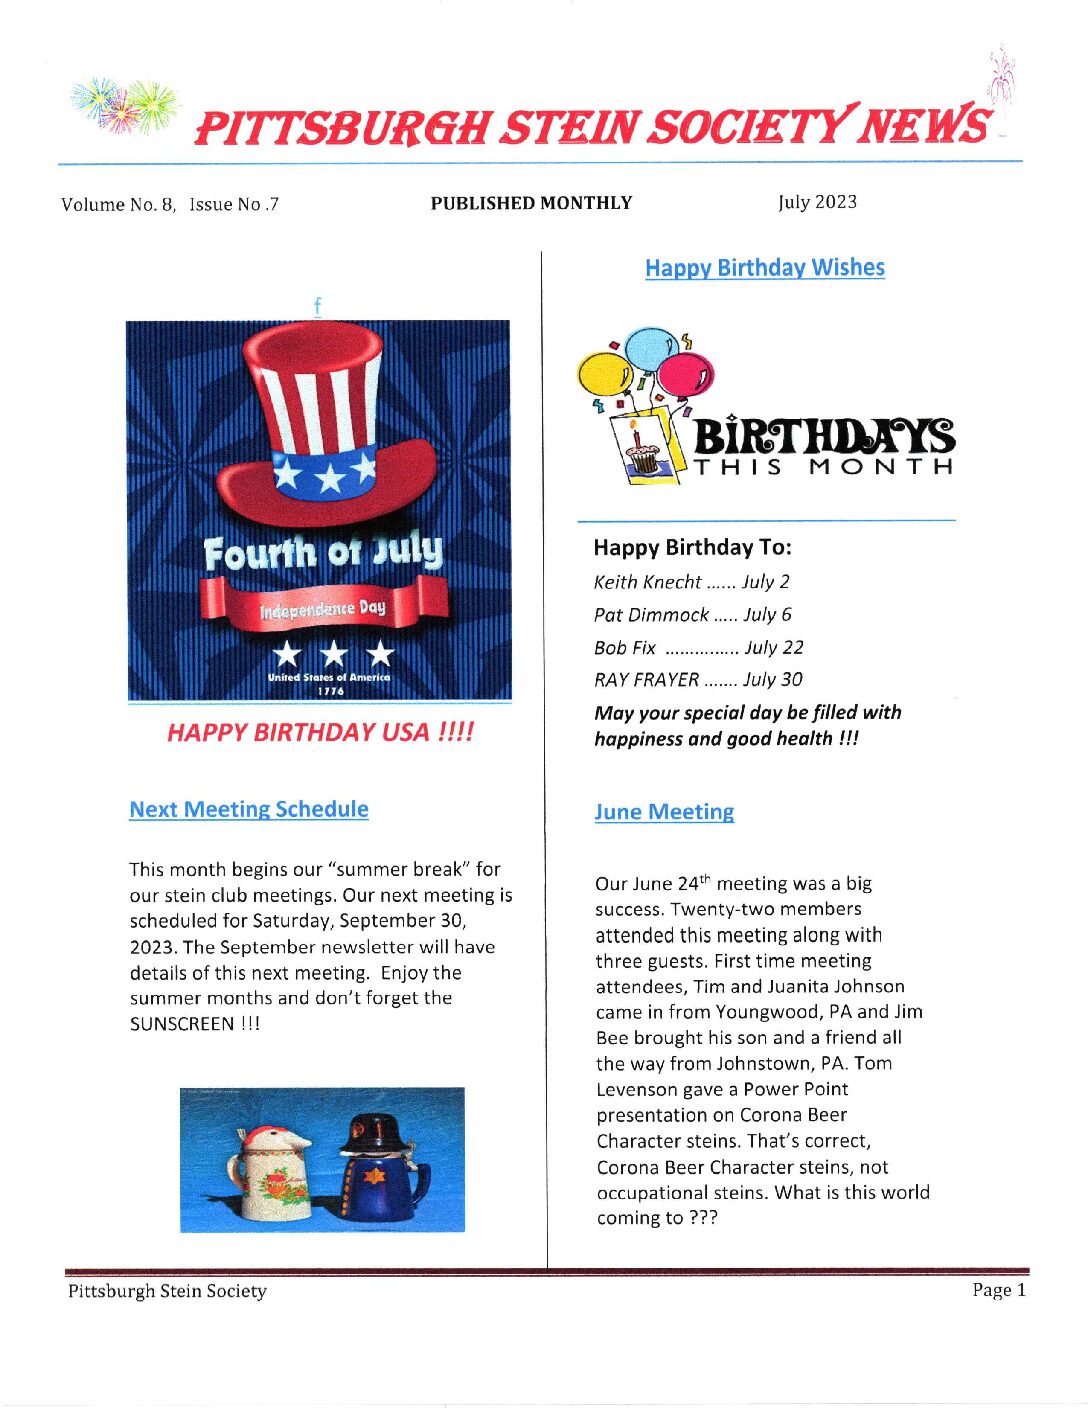 PITTSBURGH STEIN SOCIETY NEWS
Volume No. 8, Issue No .7 PUBLISHED MONTHLY July 2023
f
Fourth of July
Independence Day
United States of America
1776
HAPPY BIRTHDAY USA !!!!
Next Meeting Schedule
This month begins our “summer break” for
our stein club meetings. Our next meeting is
scheduled for Saturday, September 30,
2023. The September newsletter will have
details of this next meeting. Enjoy the
summer months and don’t forget the
SUNSCREEN !!!
Happy Birthday Wishes
BIRTHDAYS
THIS MONTH
Happy Birthday To:
Keith Knecht ...... July 2
Pat Dimmock ..... July 6
Bob Fix ............... July 22
RAY FRAYER ....... July 30
May your special day be filled with
happiness and good health !!!
June Meeting
Our June 24th meeting was a big
success. Twenty-two members
attended this meeting along with
three guests. First time meeting
attendees, Tim and Juanita Johnson
came in from Youngwood, PA and Jim
Bee brought his son and a friend all
the way from Johnstown, PA. Tom
Levenson gave a Power Point
presentation on Corona Beer
Character steins. That’s correct,
Corona Beer Character steins, not
occupational steins. What is this world
coming to ???
Pittsburgh Stein Society Page 1